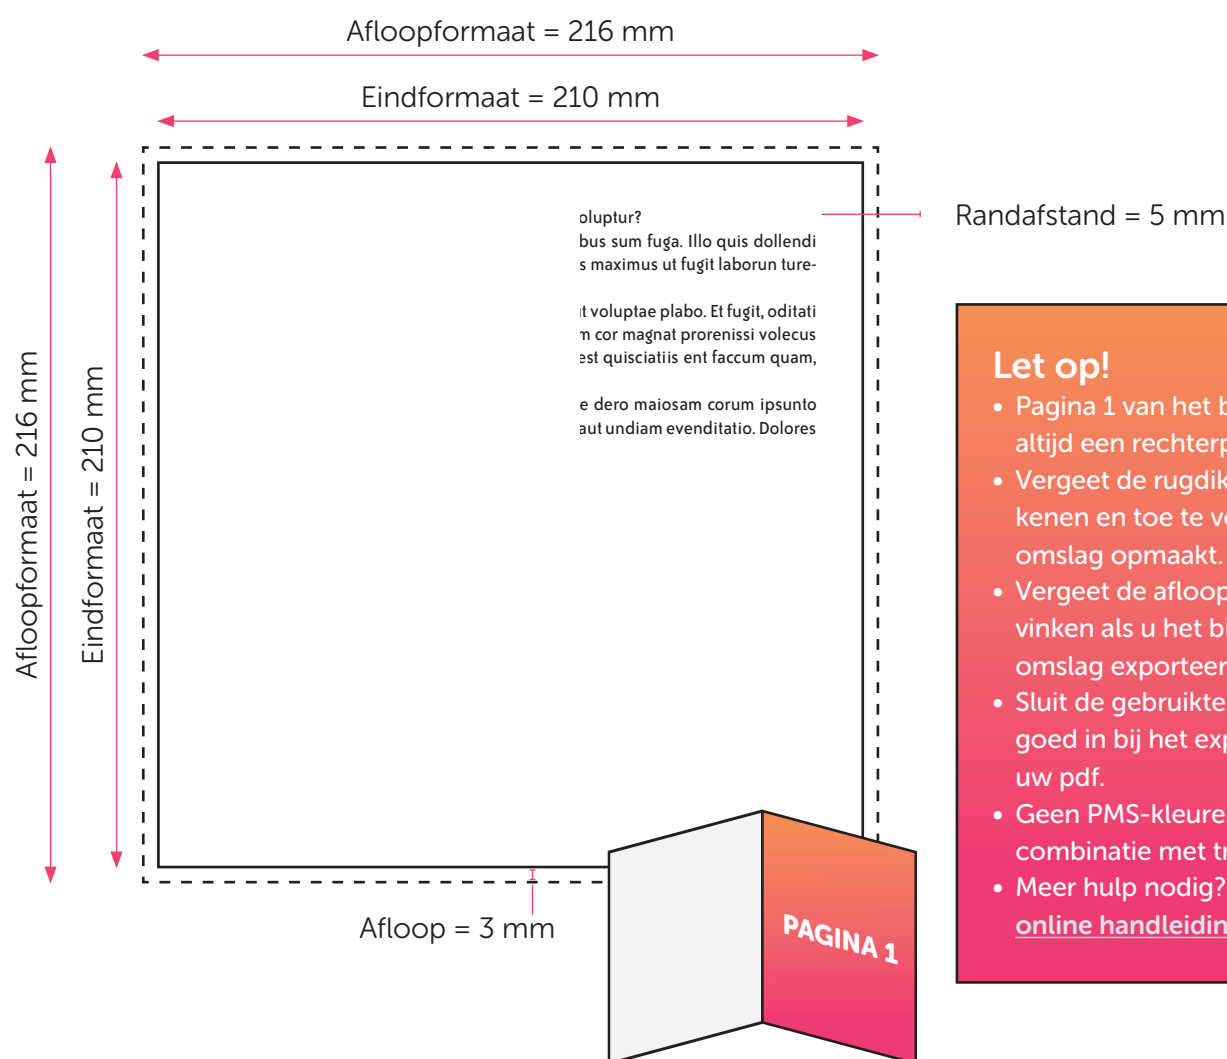 Afloopformaat = 216 mm
Eindformaat = 210 mm
Afloopformaat = 216 mm
Eindformaat = 210 mm
oluptur?
bus sum fuga. Illo quis dollendi
s maximus ut fugit laborun ture-
t voluptae plabo. Et fugit, oditati
m cor magnat prorenissi volecus
est quisciatiis ent faccum quam,
e dero maiosam corum ipsunto
aut undiam evenditatio. Dolores
Randafstand = 5 mm
Let op!
• Pagina 1 van het b
altijd een rechterp
• Vergeet de rugdik
kenen en toe te v
omslag opmaakt.
• Vergeet de afloop
vinken als u het bi
omslag exporteer
• Sluit de gebruikte
goed in bij het exp
uw pdf.
• Geen PMS-kleure
combinatie met tr
• Meer hulp nodig?
online handleidin
Afloop = 3 mm
PAGINA 1